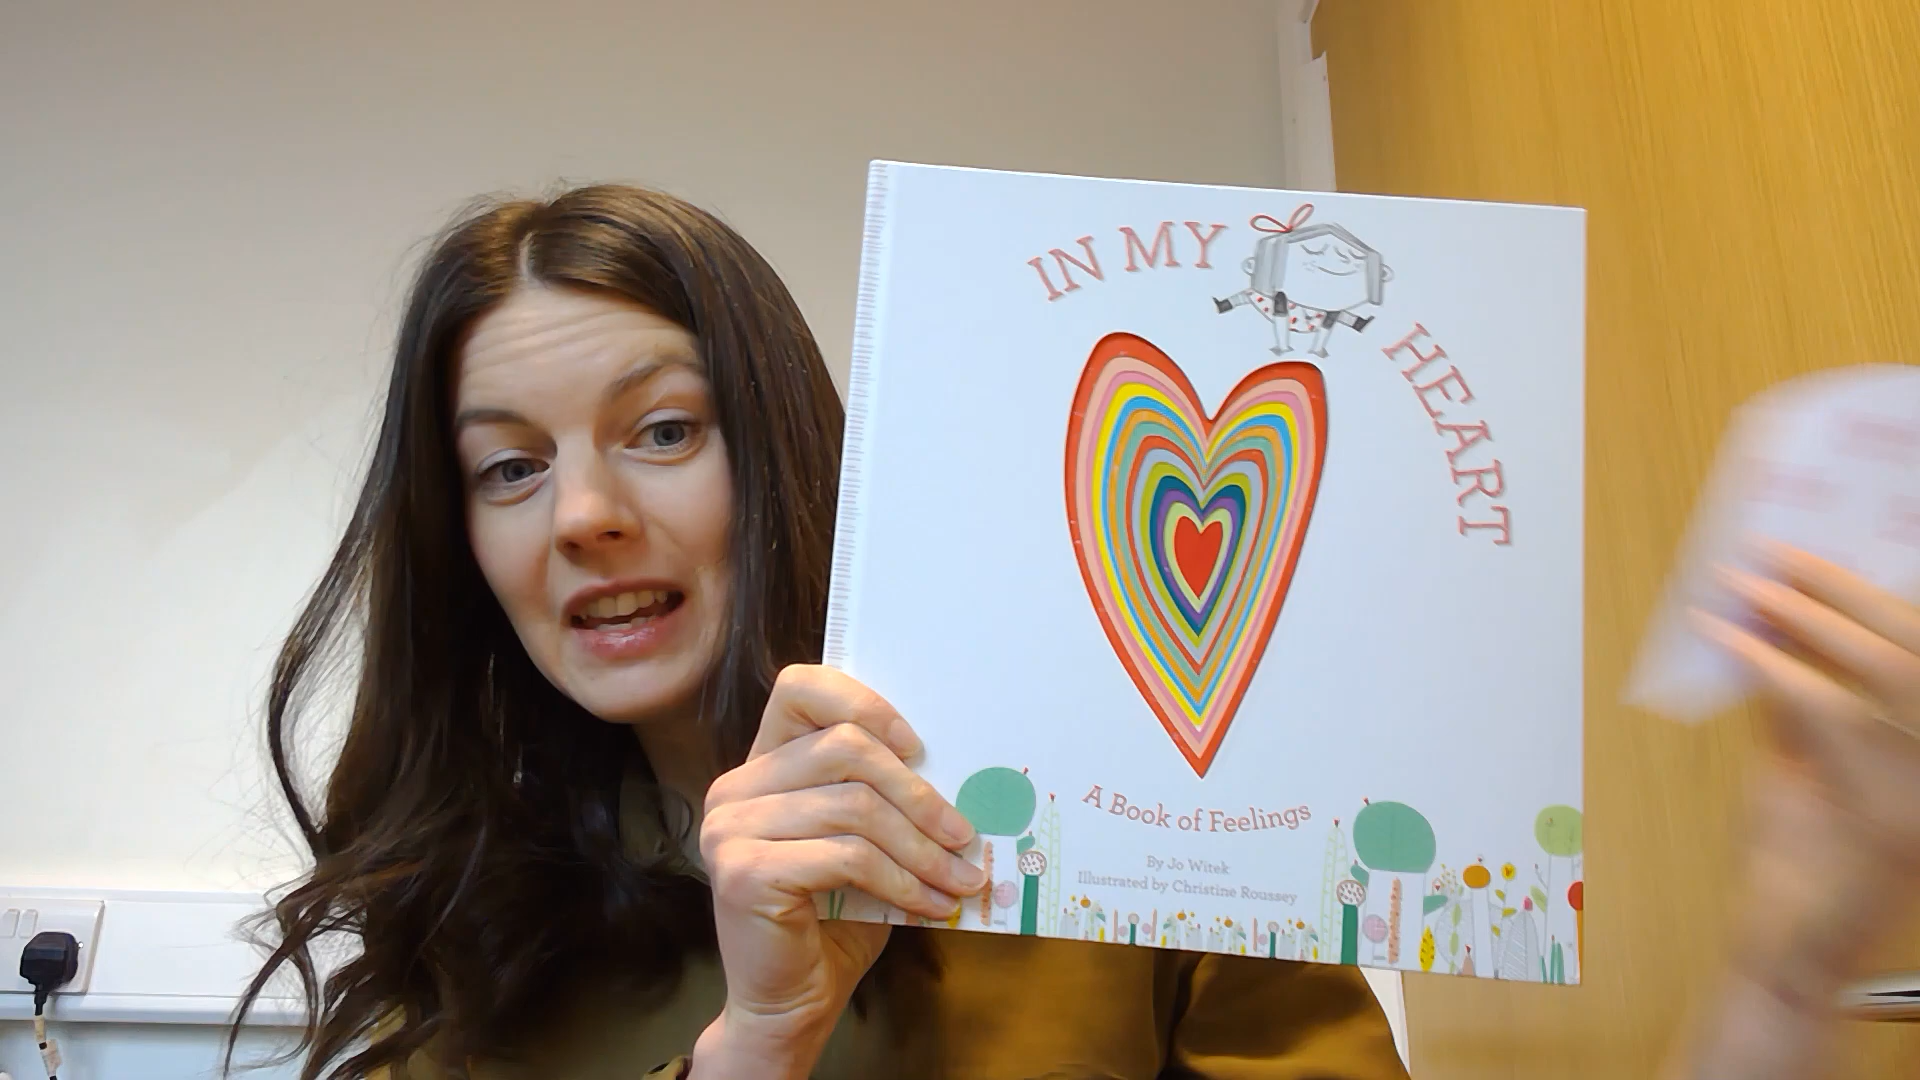 IN MY HEART
A Book of Feelings
By Jo Witek
Illustrated by Christine Roussey